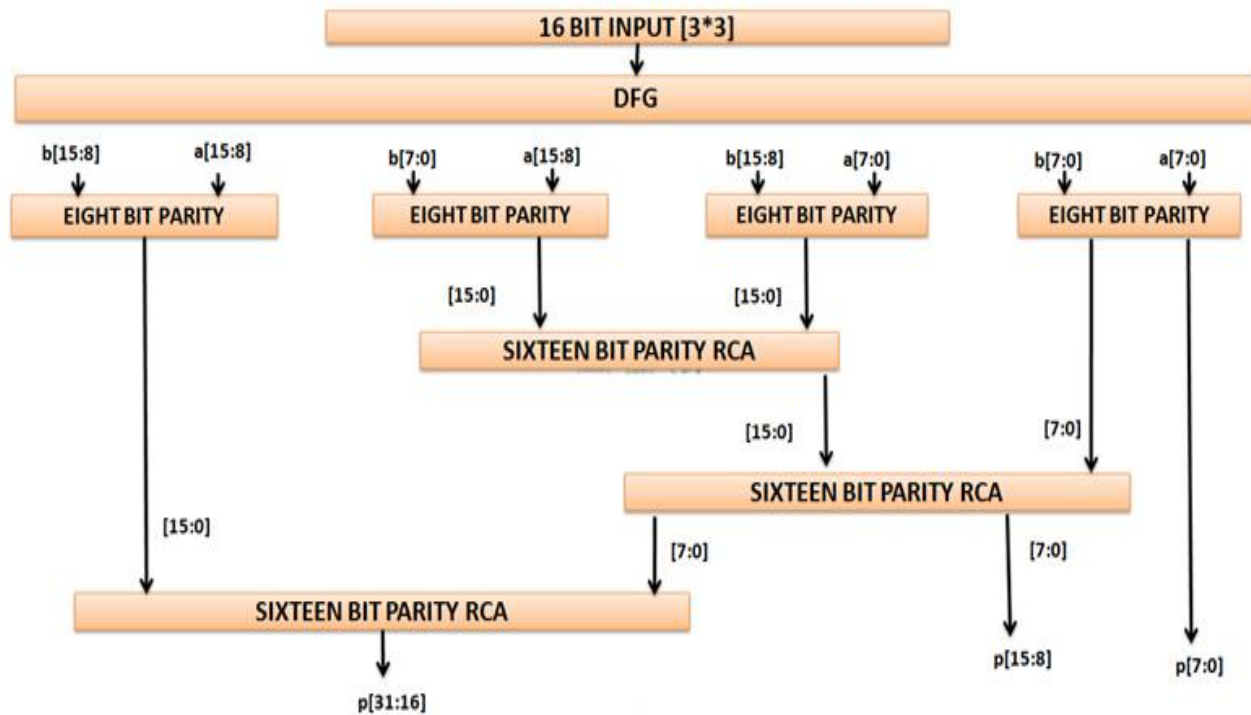 16 BIT INPUT [3*3]
DFG
b[15:8]
a[15:8]
b[7:0]
a[15:8]
b[15:8]
a[7:0]
b[7:0]
a[7:0]
EIGHT BIT PARITY
EIGHT BIT PARITY
EIGHT BIT PARITY
EIGHT BIT PARITY
[15:0]
[15:0]
SIXTEEN BIT PARITY RCA
[15:0]
[7:0]
SIXTEEN BIT PARITY RCA
[15:0]
[7:0]
[7:0]
SIXTEEN BIT PARITY RCA
p[15:8]
p[7:0]
p[31:16]